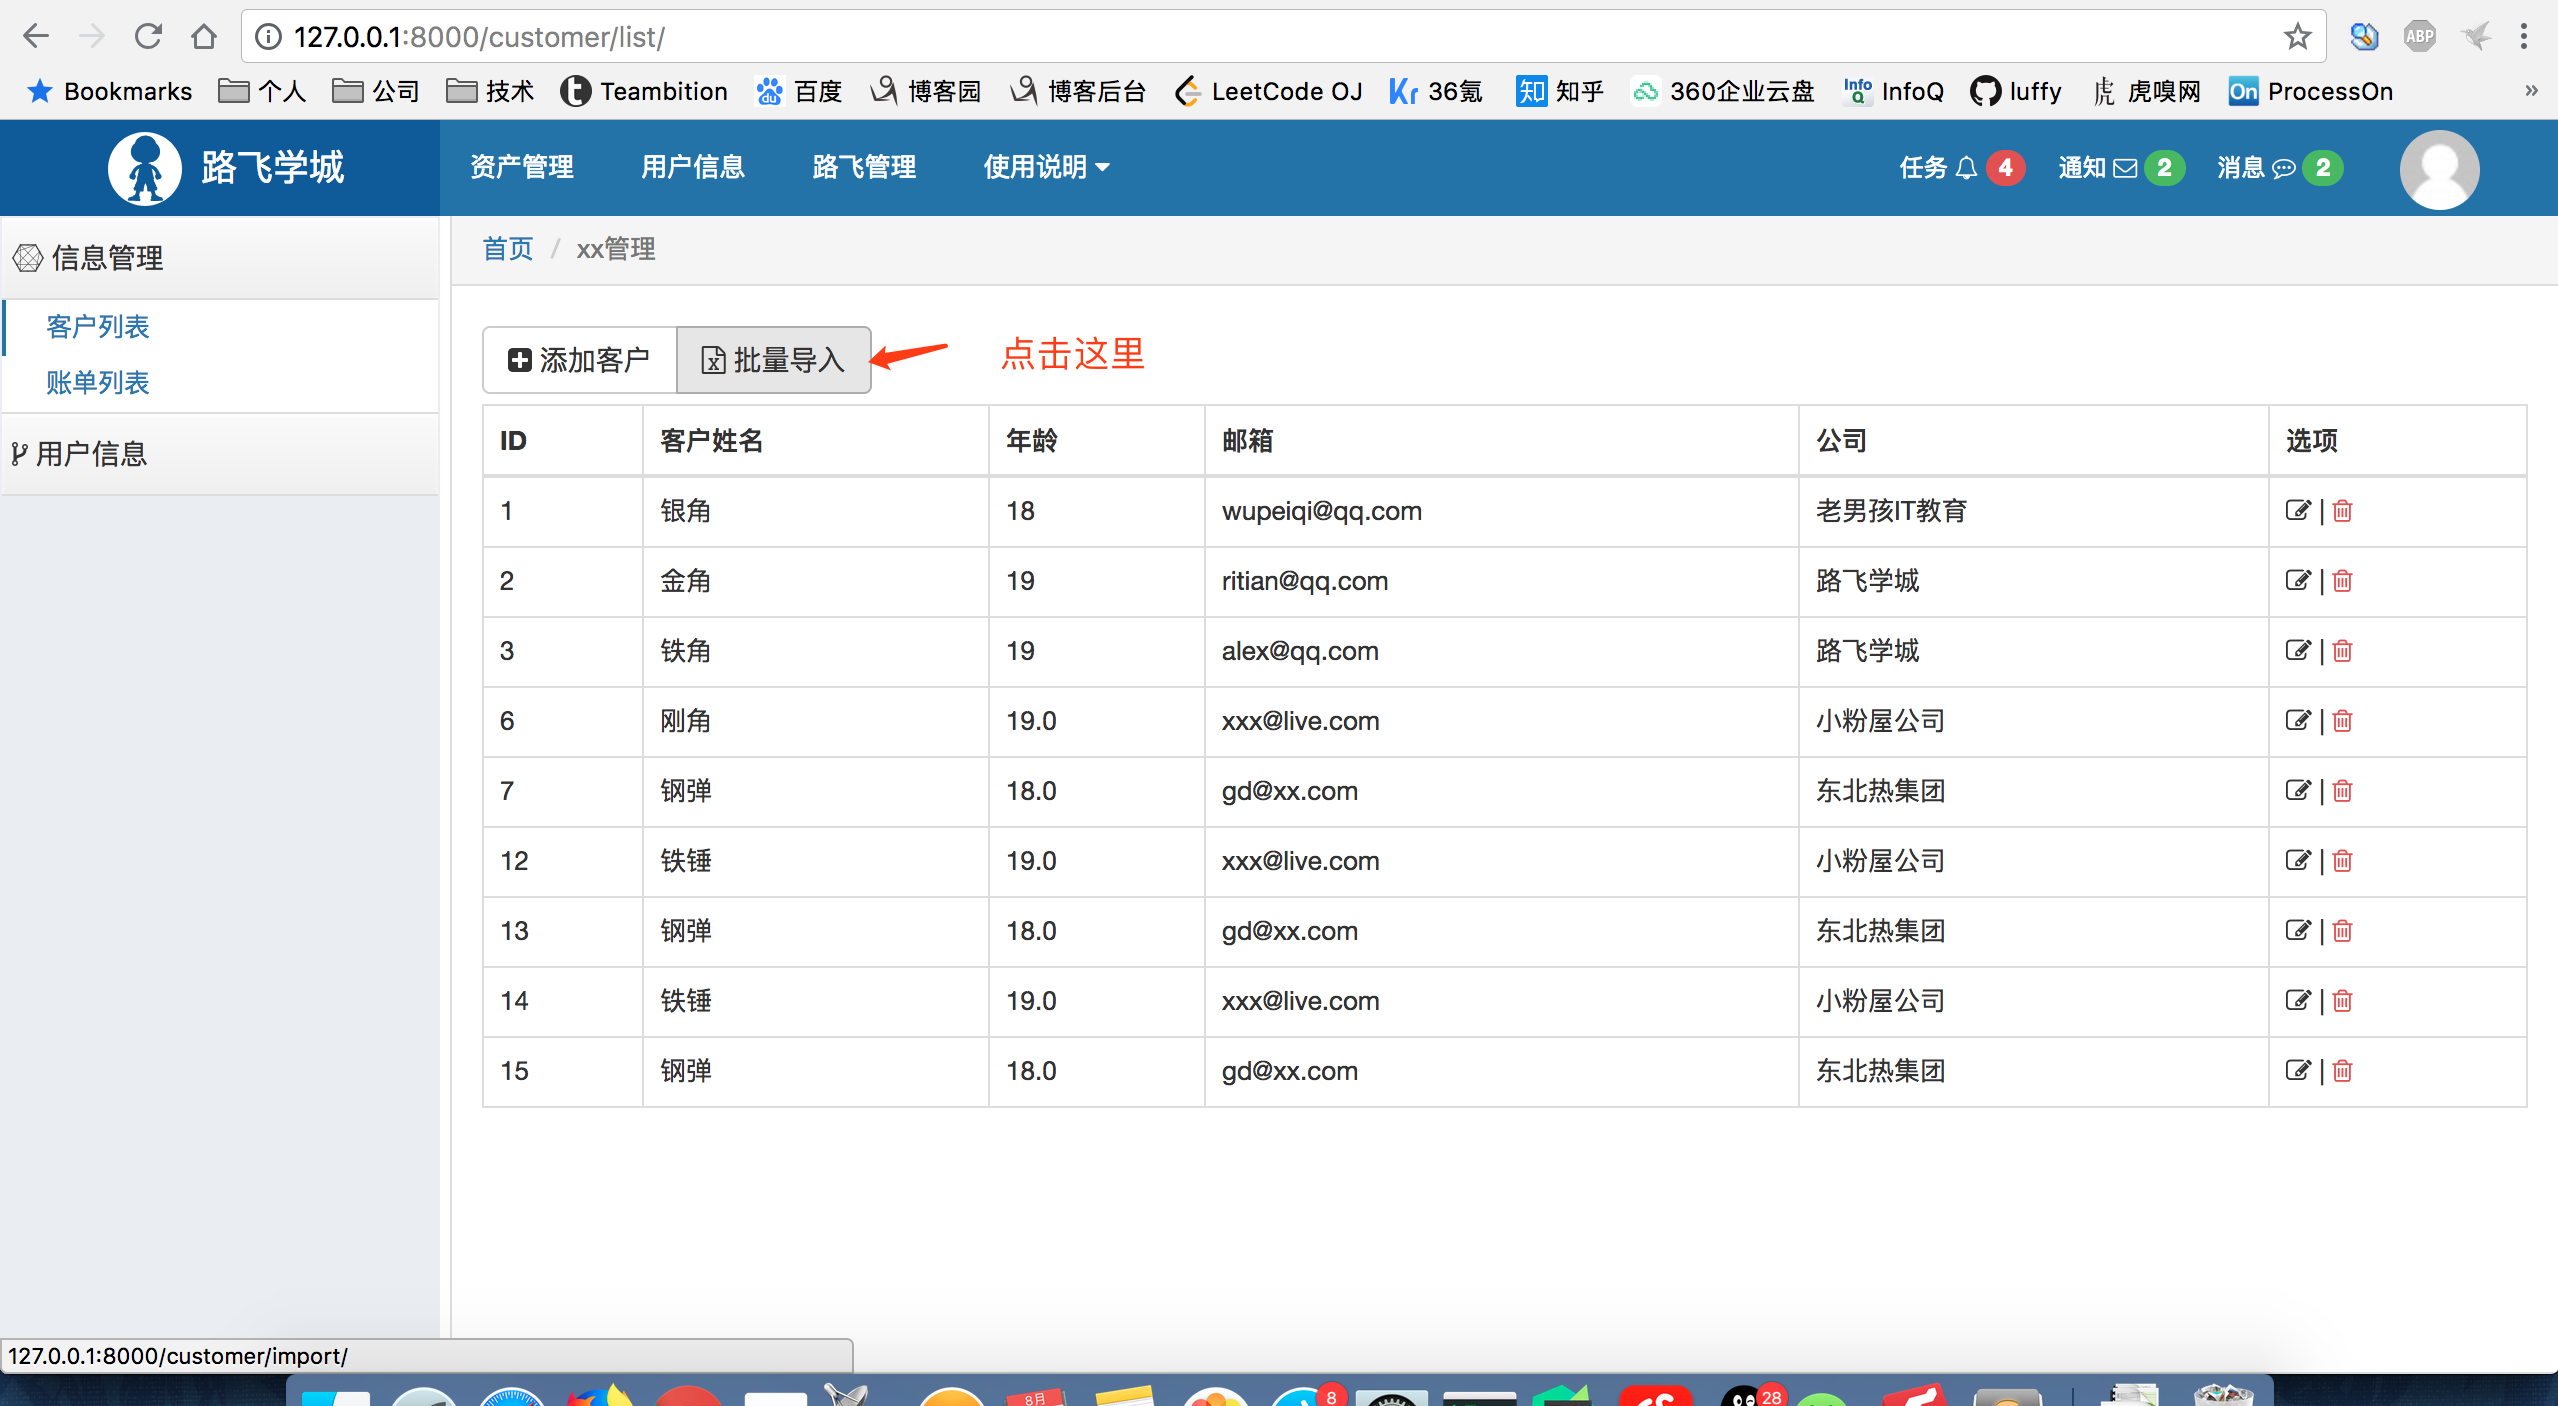 127.0.0.1:8000/customer/list/
ABP
Bookmarks 个人 公司 技术 Teambition 百度 博客园 博客后台 LeetCode OJ 36氪 知乎 360企业云盘 InfoQ luffy 虎嗅网 ProcessOn »
路飞学城 资产管理 用户信息 路飞管理 使用说明 任务 4 通知 2 消息 2
信息管理
客户列表
账单列表
用户信息
首页 / xx管理
添加客户 批量导入 点击这里
ID 客户姓名 年龄 邮箱 公司 选项
1 银角 18 wupeiqi@qq.com 老男孩IT教育 |
2 金角 19 ritian@qq.com 路飞学城 |
3 铁角 19 alex@qq.com 路飞学城 |
6 刚角 19.0 xxx@live.com 小粉屋公司 |
7 钢弹 18.0 gd@xx.com 东北热集团 |
12 铁锤 19.0 xxx@live.com 小粉屋公司 |
13 钢弹 18.0 gd@xx.com 东北热集团 |
14 铁锤 19.0 xxx@live.com 小粉屋公司 |
15 钢弹 18.0 gd@xx.com 东北热集团 |
127.0.0.1:8000/customer/import/
8月 8 28